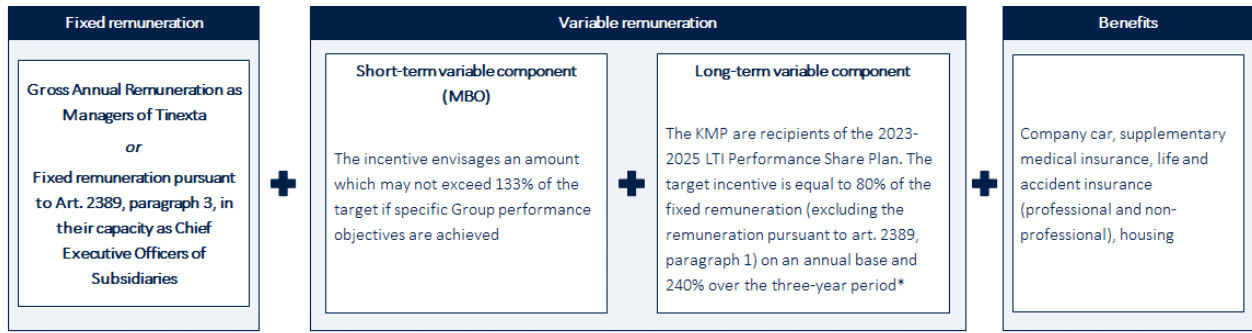 Fixed remuneration
Gross Annual Remuneration as
Managers of Tinexta
or
Fixed remuneration pursuant
to Art. 2389, paragraph 3, in
their capacity as Chief
Executive Officers of
Subsidiaries
Variable remuneration
Short-term variable component
(MBO)
The incentive envisages an amount
which may not exceed 133% of the
target if specific Group performance
objectives are achieved
Long-term variable component
The KMP are recipients of the 2023-
2025 LTI Performance Share Plan. The
target incentive is equal to 80% of the
fixed remuneration (excluding the
remuneration pursuant to art. 2389,
paragraph 1) on an annual base and
240% over the three-year period*
Benefits
Company car, supplementary
medical insurance, life and
accident insurance
(professional and non-
professional), housing